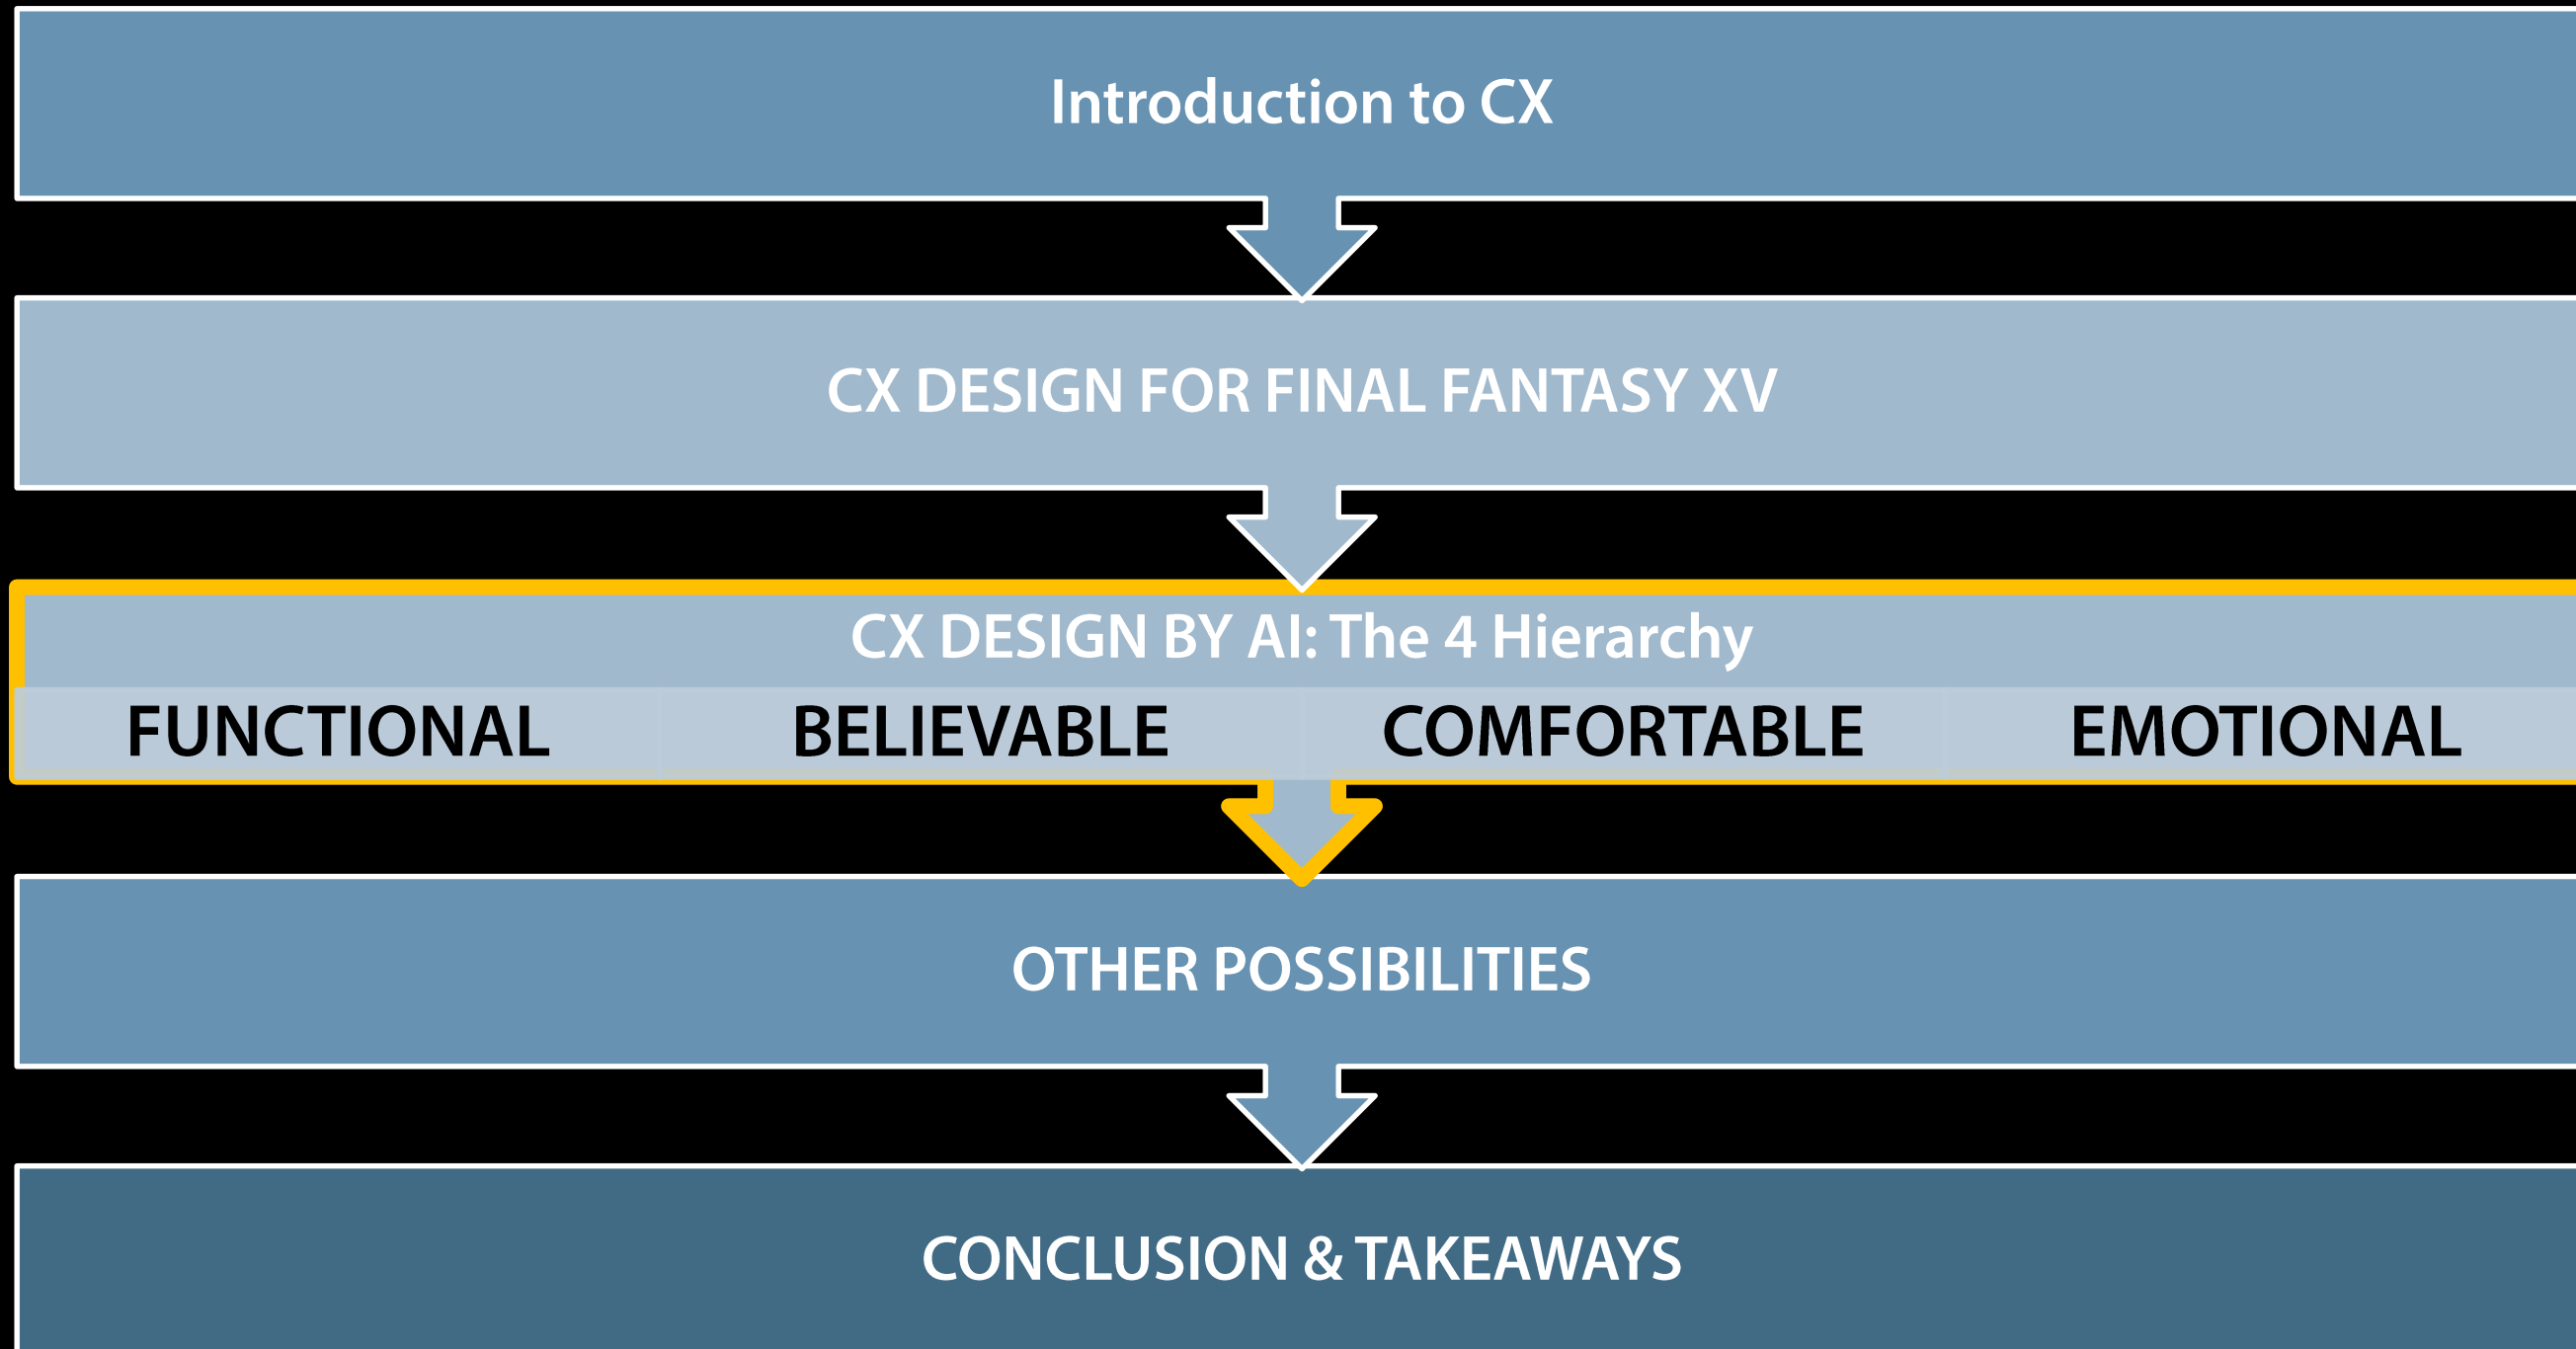 Introduction to CX
CX DESIGN FOR FINAL FANTASY XV
CX DESIGN BY AI: The 4 Hierarchy
FUNCTIONAL BELIEVABLE COMFORTABLE EMOTIONAL
OTHER POSSIBILITIES
CONCLUSION & TAKEAWAYS